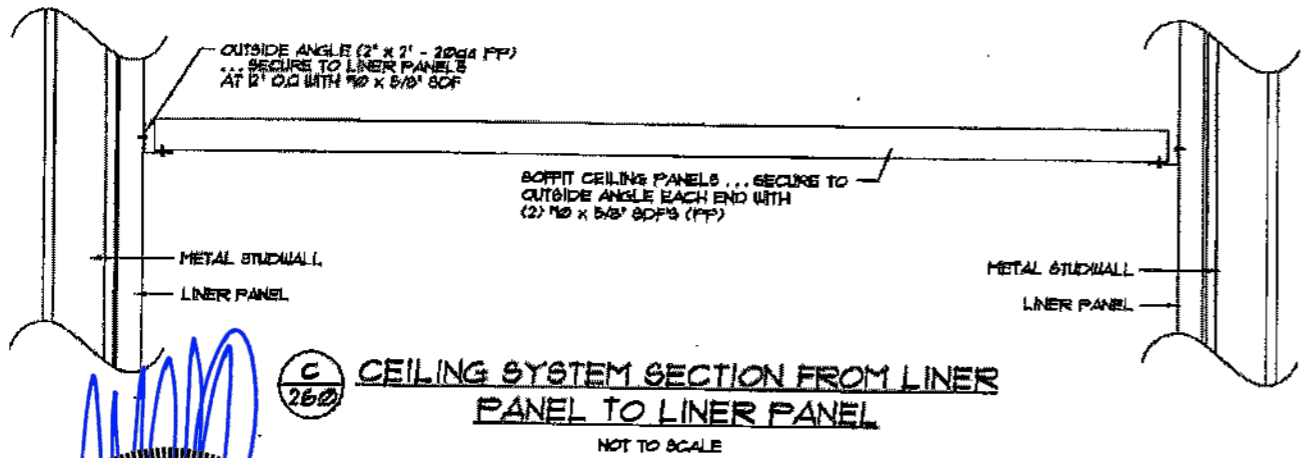 OUTSIDE ANGLE (2" x 2" - 20ga PP)
... SECURE TO LINER PANELS
AT 12" O.C WITH #10 x 5/8" SDF
SOFFIT CEILING PANELS ... SECURE TO
OUTSIDE ANGLE EACH END WITH
(2) #10 x 5/8" SDF'S (PP)
METAL STUDWALL
LINER PANEL
METAL STUDWALL
LINER PANEL
C
260
CEILING SYSTEM SECTION FROM LINER
PANEL TO LINER PANEL
NOT TO SCALE